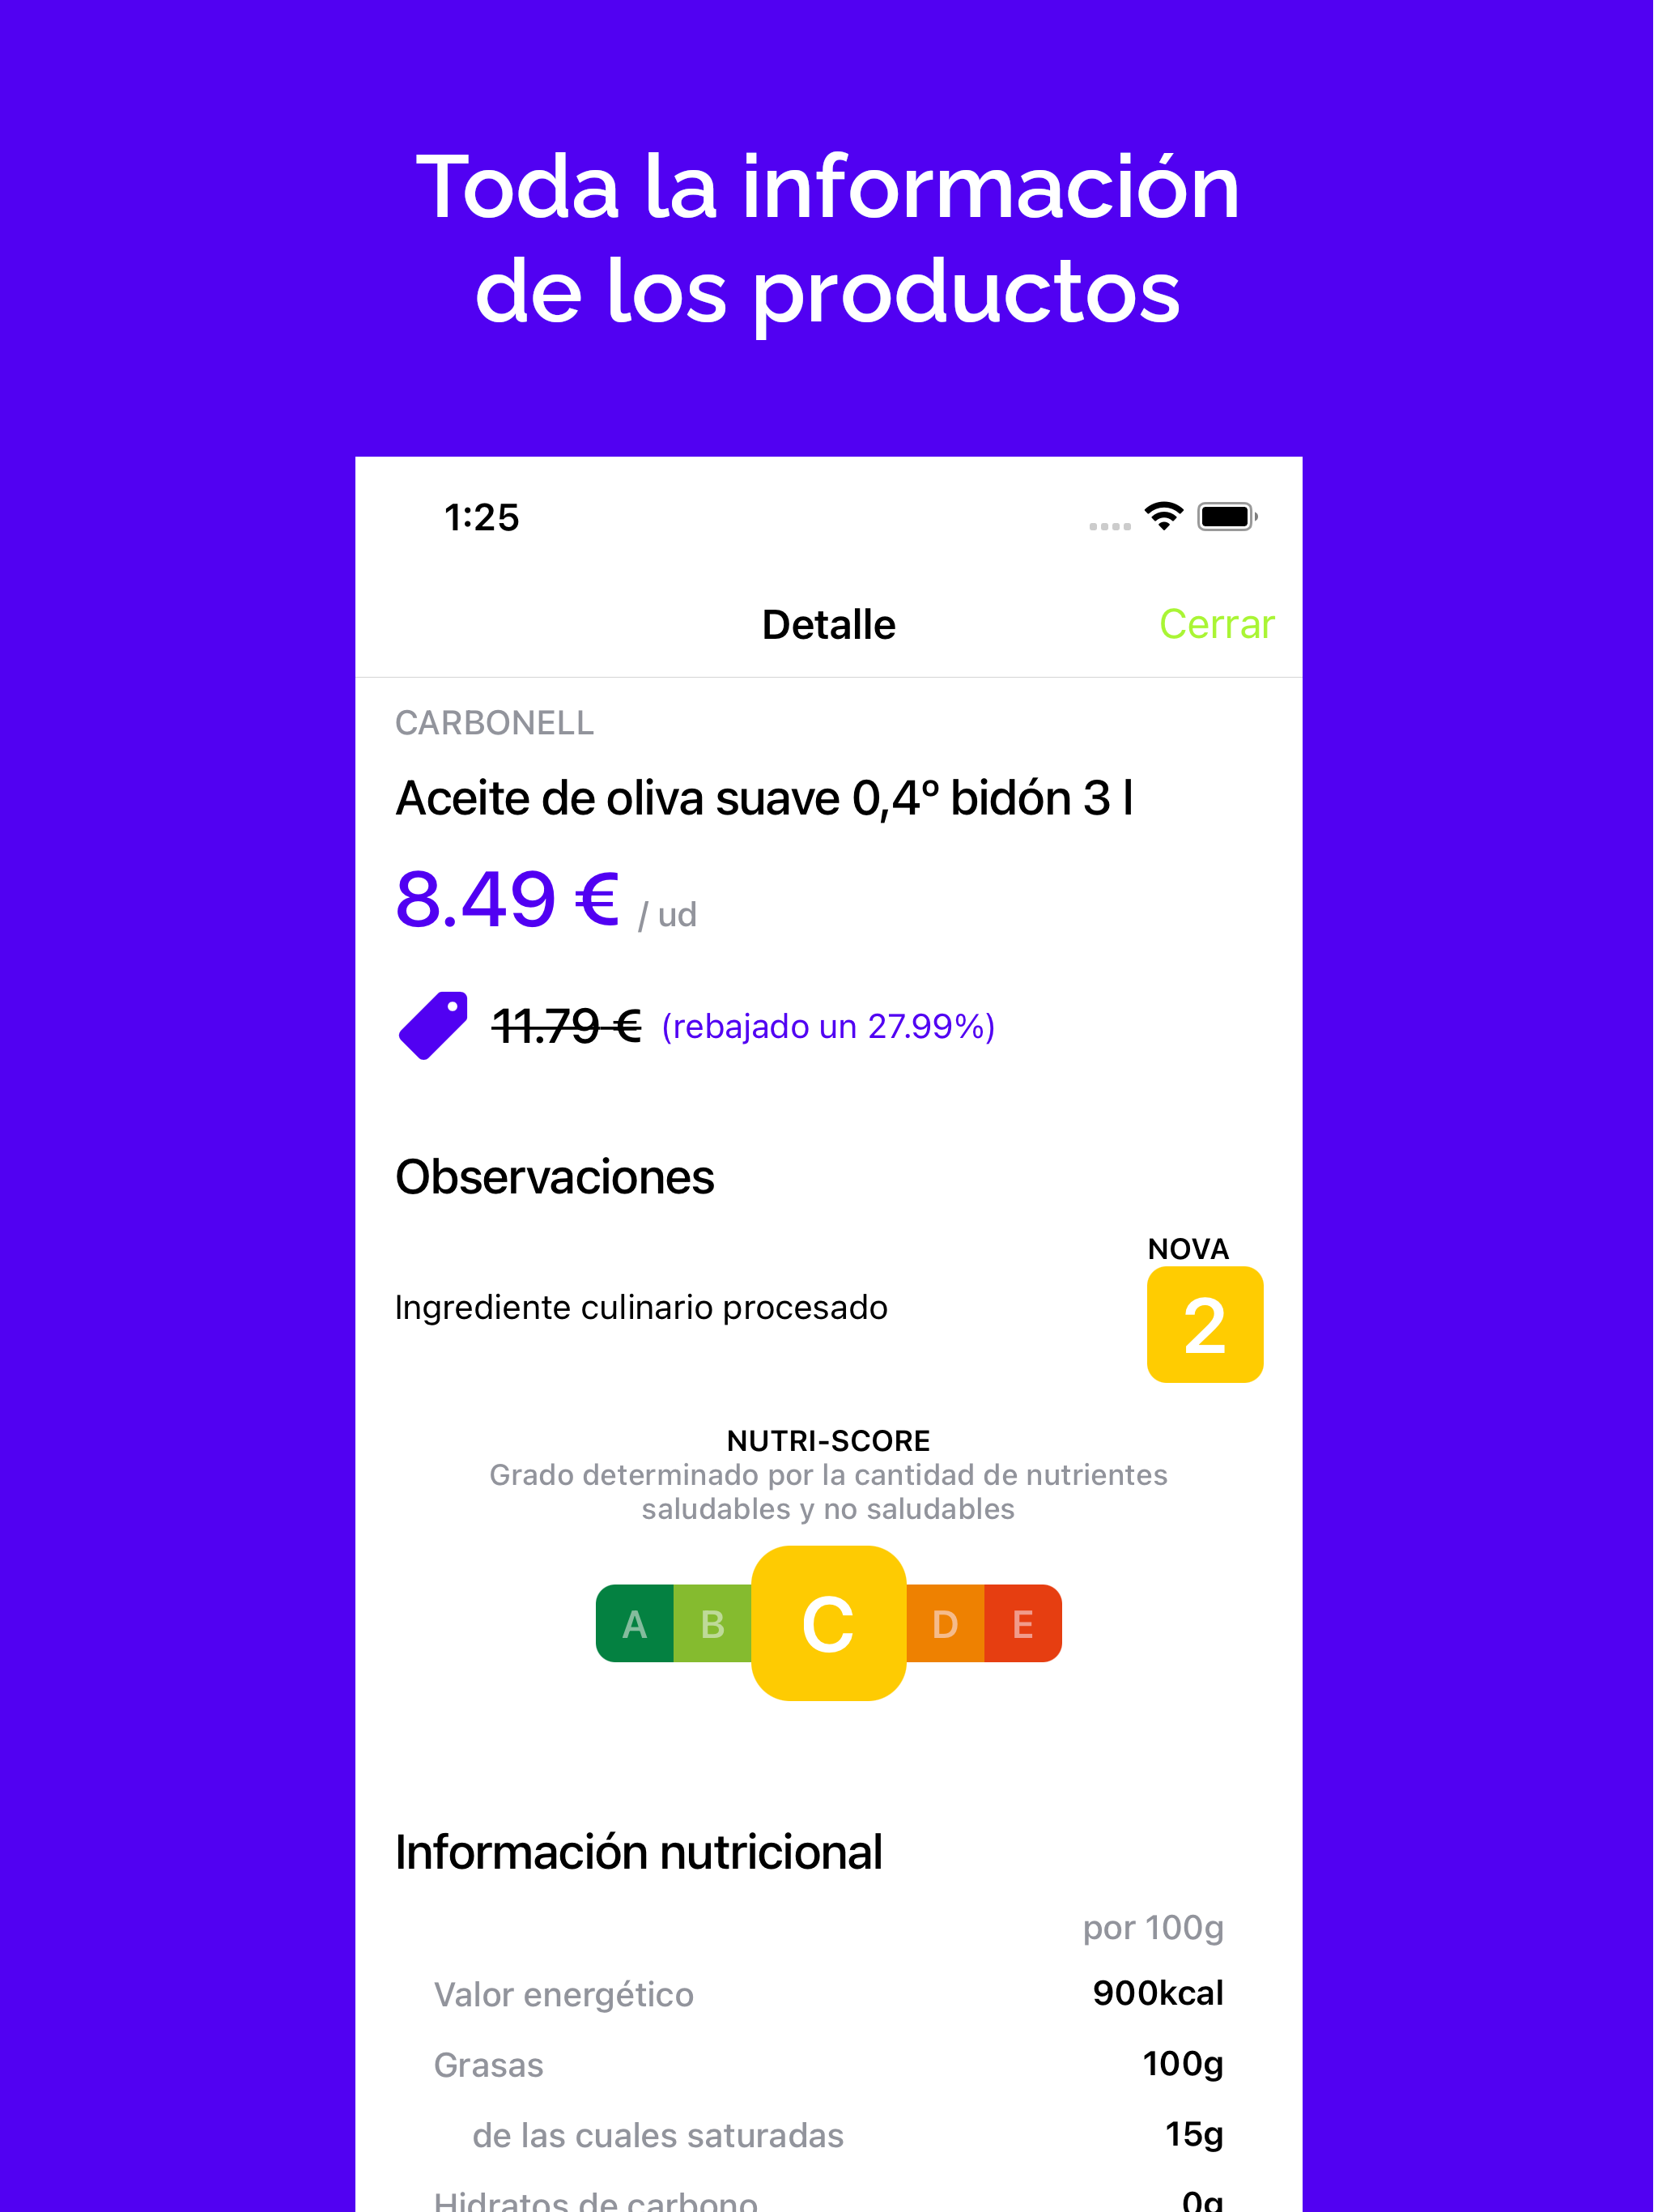 Toda la información
de los productos
1:25
Detalle
Cerrar
CARBONELL
Aceite de oliva suave 0,4º bidón 3 l
8.49 € / ud
11.79 € (rebajado un 27.99%)
Observaciones
NOVA
Ingrediente culinario procesado
2
NUTRI-SCORE
Grado determinado por la cantidad de nutrientes
saludables y no saludables
A B C D E
Información nutricional
por 100g
Valor energético 900kcal
Grasas 100g
de las cuales saturadas 15g
Hidratos de carbono 0g